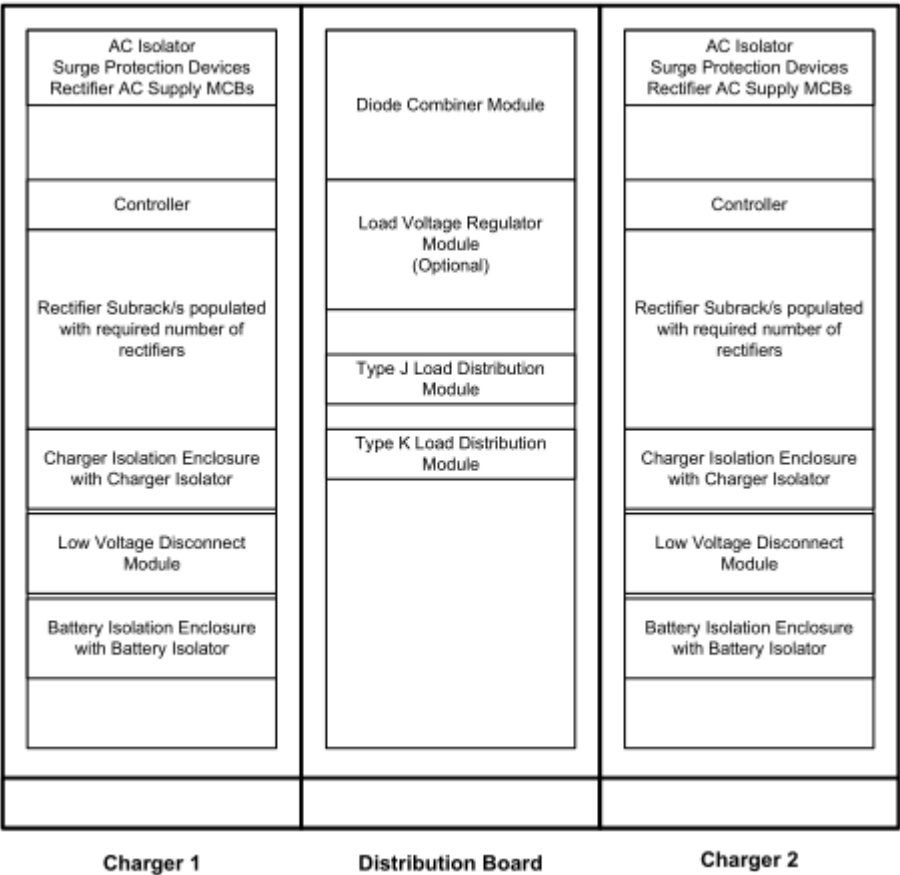 AC Isolator
Surge Protection Devices
Rectifier AC Supply MCBs
Controller
Rectifier Subrack/s populated
with required number of
rectifiers
Charger Isolation Enclosure
with Charger Isolator
Low Voltage Disconnect
Module
Battery Isolation Enclosure
with Battery Isolator
Charger 1
Diode Combiner Module
Load Voltage Regulator
Module
(Optional)
Type J Load Distribution
Module
Type K Load Distribution
Module
Distribution Board
AC Isolator
Surge Protection Devices
Rectifier AC Supply MCBs
Controller
Rectifier Subrack/s populated
with required number of
rectifiers
Charger Isolation Enclosure
with Charger Isolator
Low Voltage Disconnect
Module
Battery Isolation Enclosure
with Battery Isolator
Charger 2